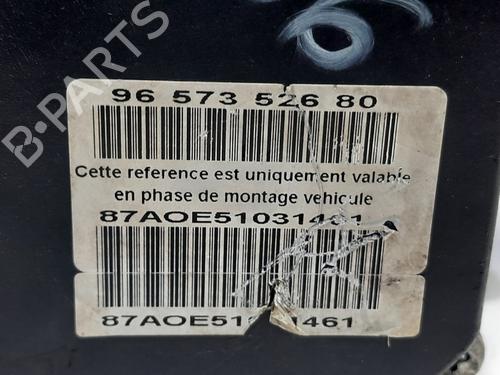 96 573 526 80
Cette reference est uniquement valable
en phase de montage vehicule
87AOE51031461
B-PARTS